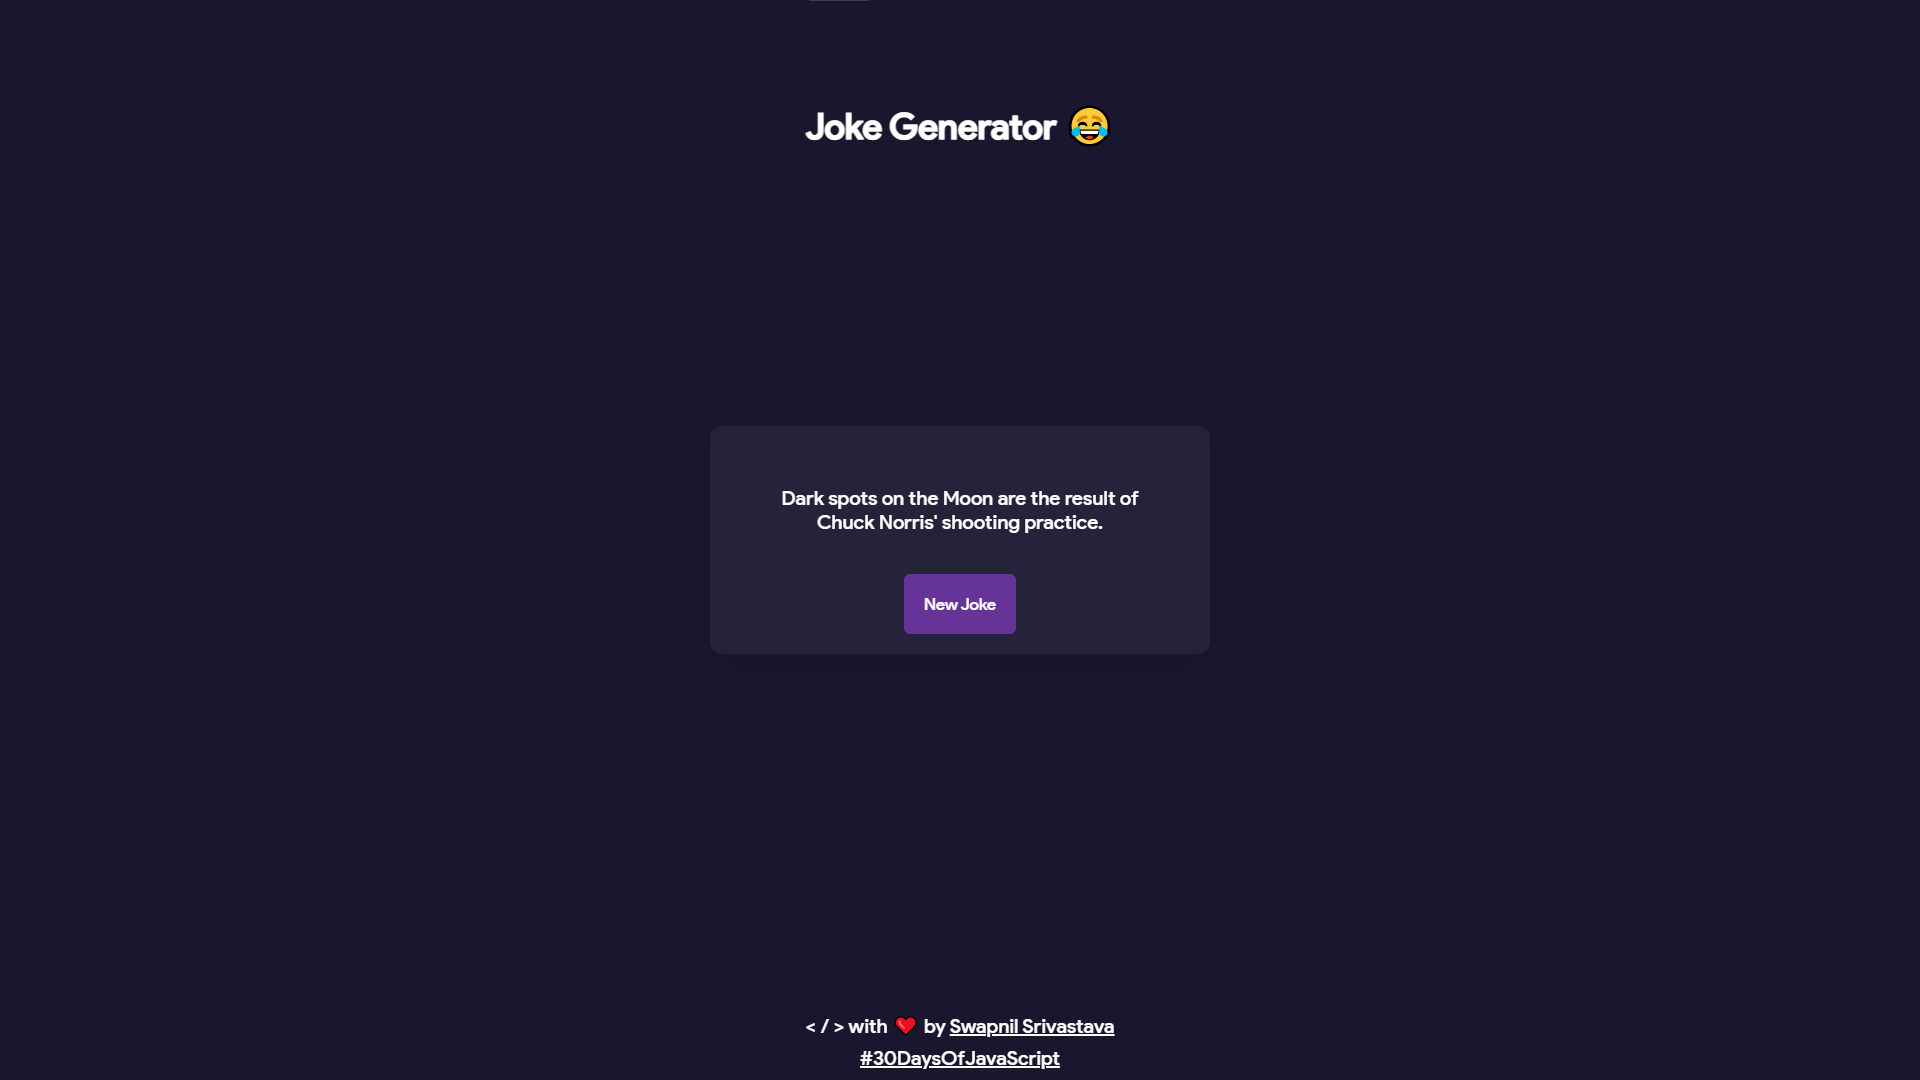 Joke Generator 😂
Dark spots on the Moon are the result of
Chuck Norris' shooting practice.
New Joke
< / > with ❤️ by Swapnil Srivastava
#30DaysOfJavaScript